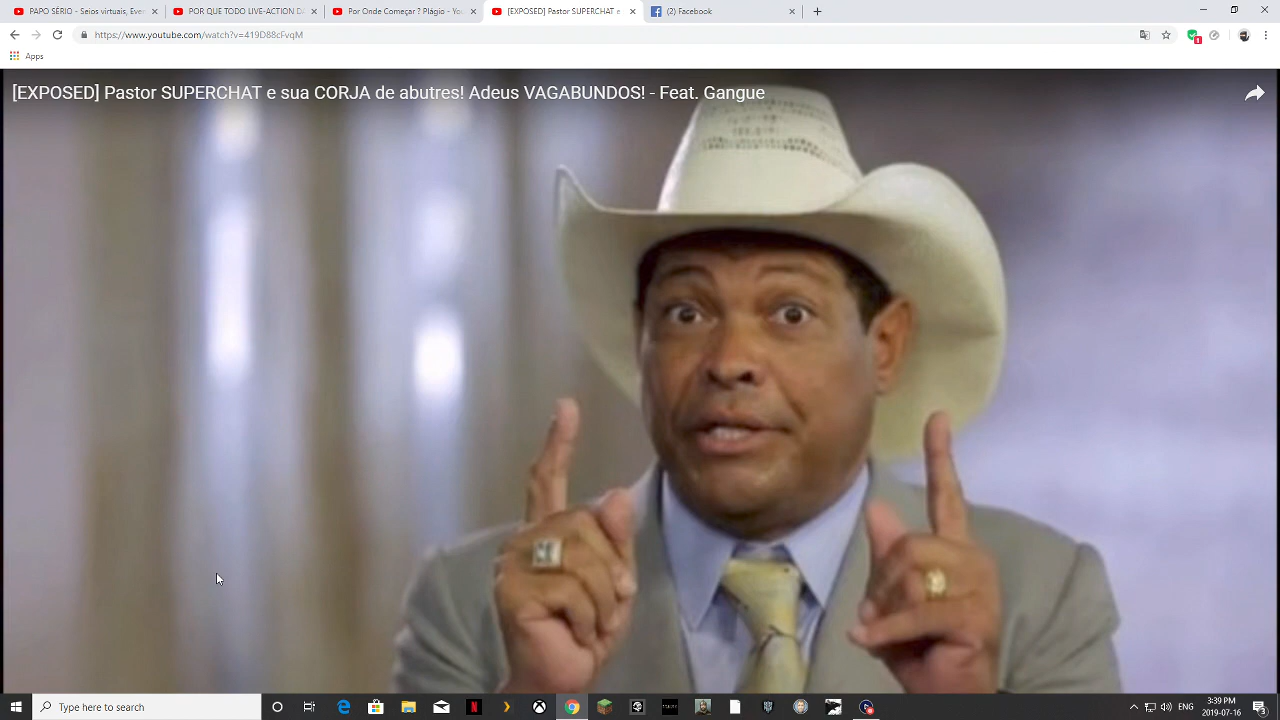 PAPO SÉRIO - Seios virtuais, Ever
POR QUE TODO LIVE-ACTION DA
Por Onde Começar ? Plágio - Yo
[EXPOSED] Pastor SUPERCHAT e
(2) Facebook
https://www.youtube.com/watch?v=419D88cFvqM
Apps
[EXPOSED] Pastor SUPERCHAT e sua CORJA de abutres! Adeus VAGABUNDOS! - Feat. Gangue
Type here to search
ENG
3:39 PM
2019-07-16